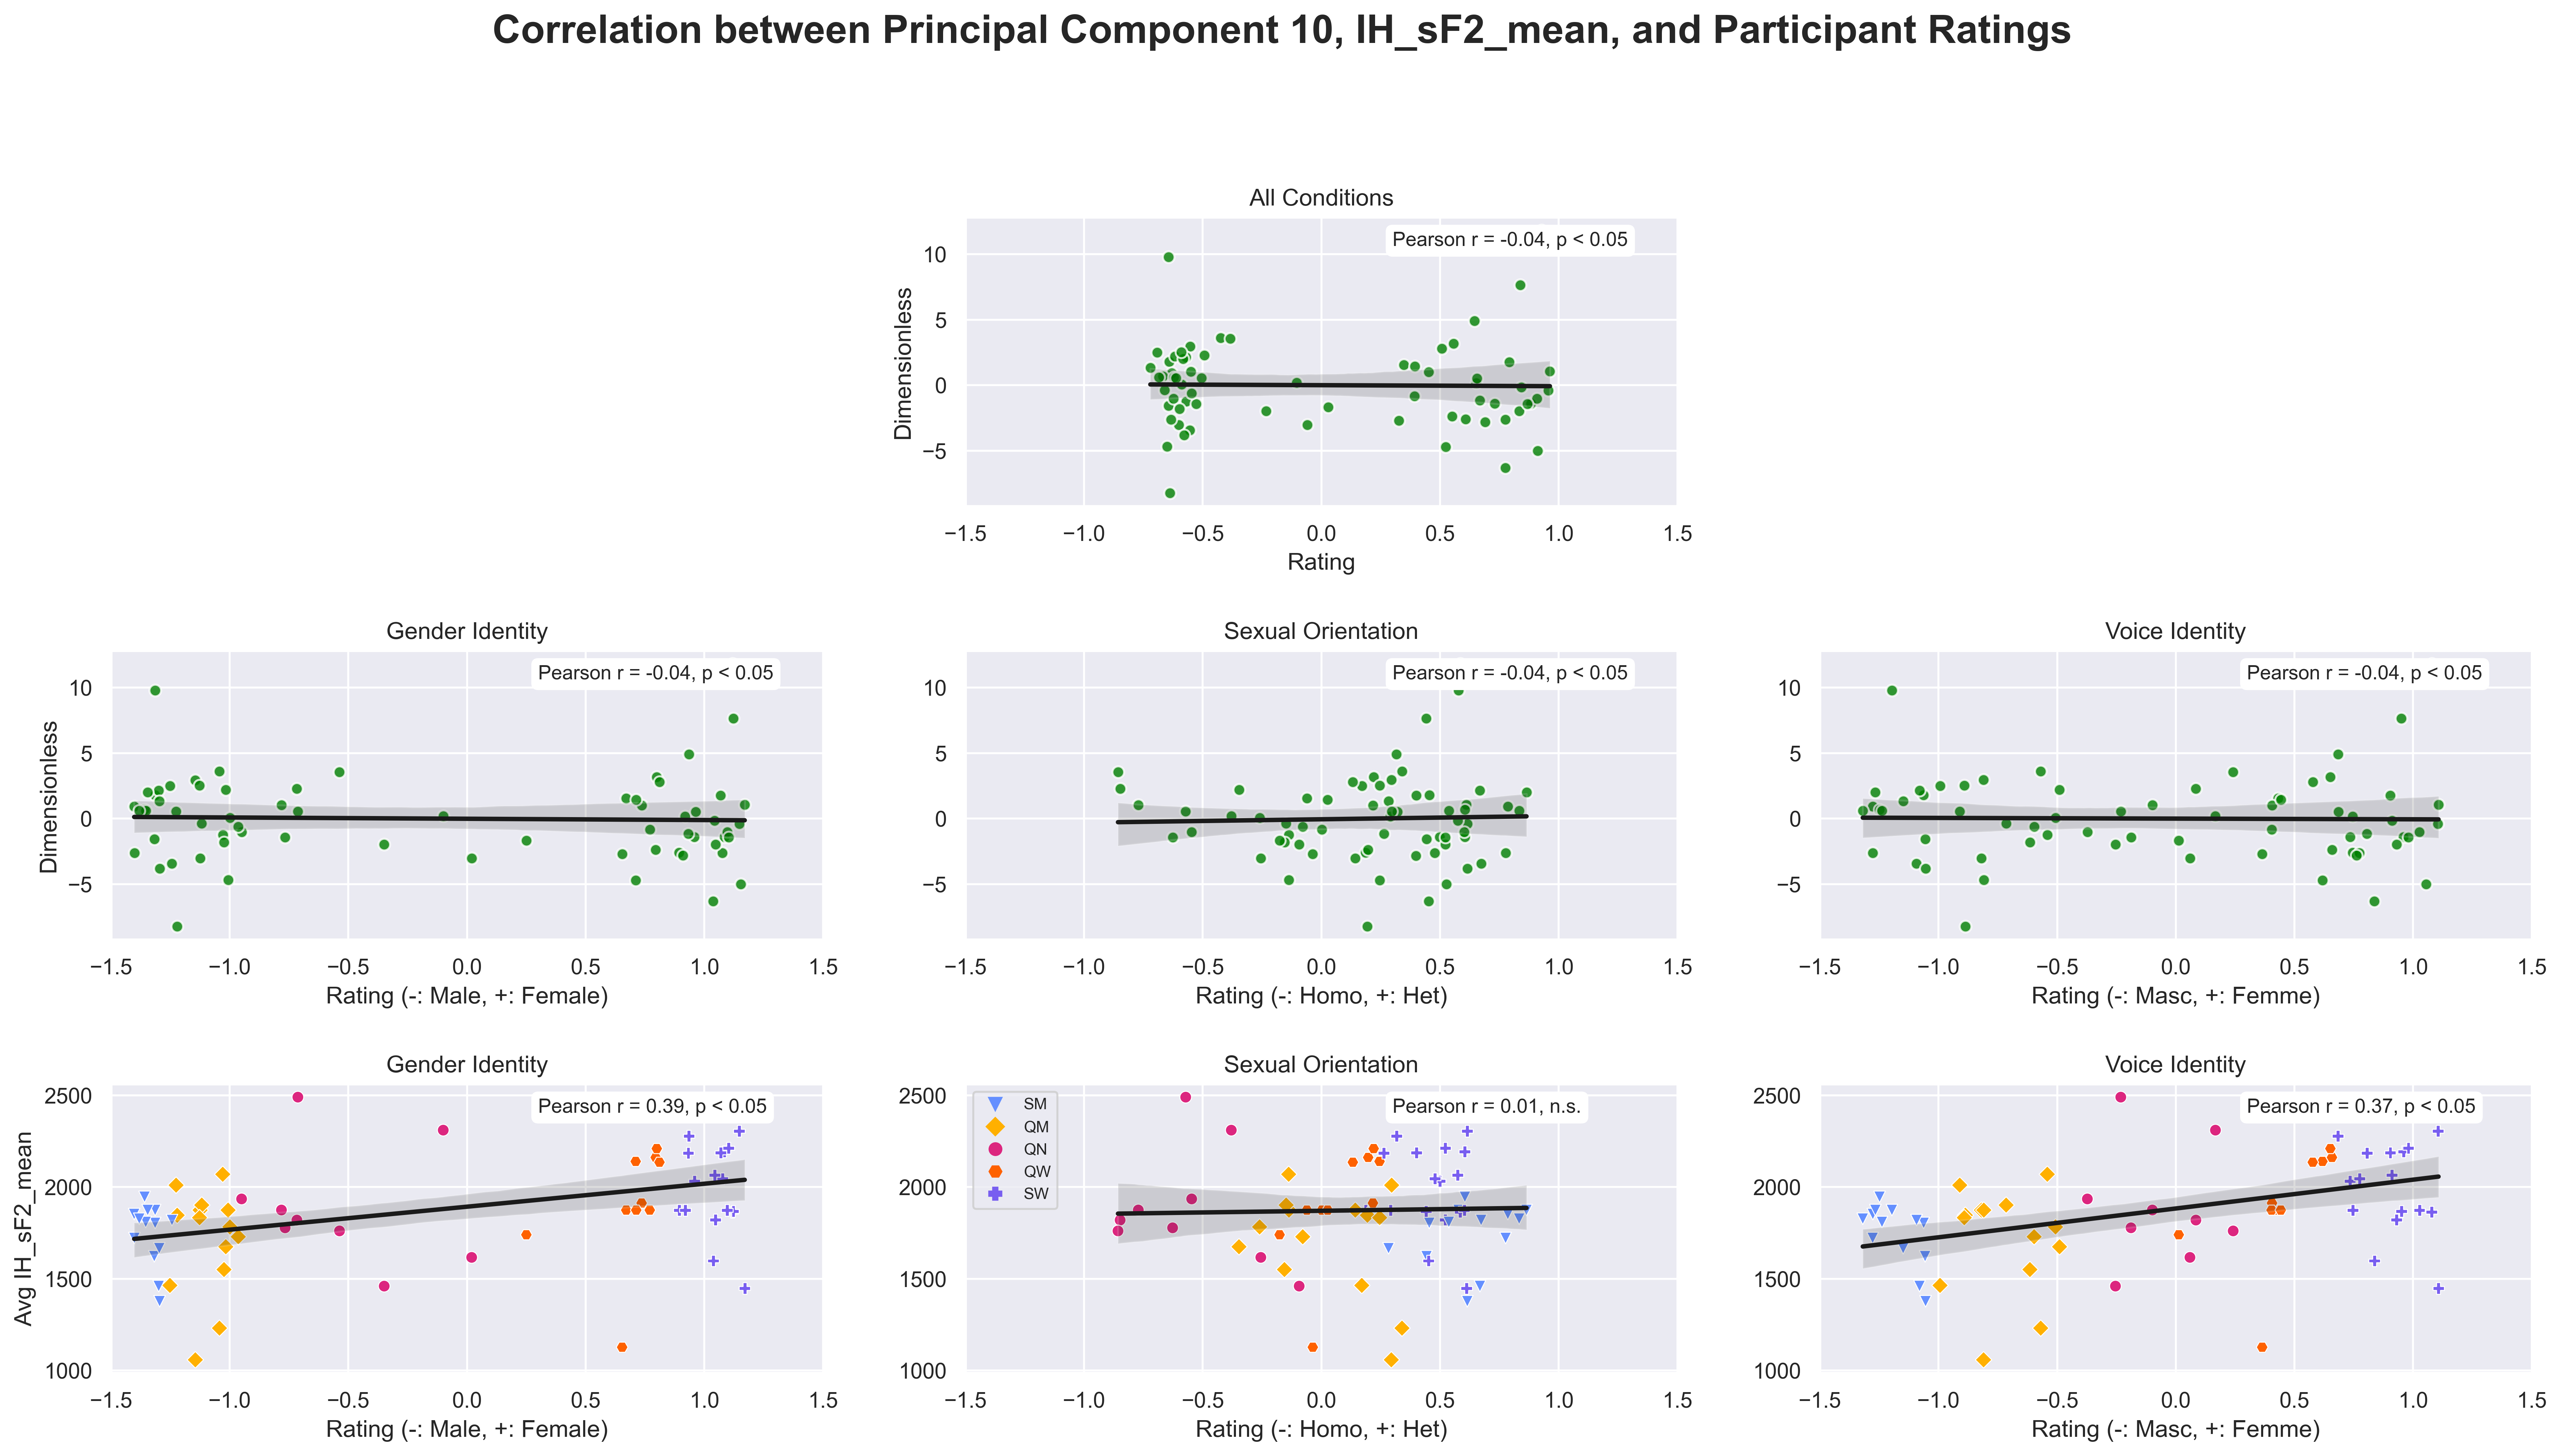 Correlation between Principal Component 10, IH_sF2_mean, and Participant Ratings
All Conditions
Pearson r = -0.04, p < 0.05
10
5
0
−5
Dimensionless
−1.5 −1.0 −0.5 0.0 0.5 1.0 1.5
Rating
Gender Identity
Pearson r = -0.04, p < 0.05
10
5
0
−5
Dimensionless
−1.5 −1.0 −0.5 0.0 0.5 1.0 1.5
Rating (-: Male, +: Female)
Sexual Orientation
Pearson r = -0.04, p < 0.05
10
5
0
−5
−1.5 −1.0 −0.5 0.0 0.5 1.0 1.5
Rating (-: Homo, +: Het)
Voice Identity
Pearson r = -0.04, p < 0.05
10
5
0
−5
−1.5 −1.0 −0.5 0.0 0.5 1.0 1.5
Rating (-: Masc, +: Femme)
Gender Identity
Pearson r = 0.39, p < 0.05
2500
2000
1500
1000
Avg IH_sF2_mean
−1.5 −1.0 −0.5 0.0 0.5 1.0 1.5
Rating (-: Male, +: Female)
Sexual Orientation
SM
QM
QN
QW
SW
Pearson r = 0.01, n.s.
2500
2000
1500
1000
−1.5 −1.0 −0.5 0.0 0.5 1.0 1.5
Rating (-: Homo, +: Het)
Voice Identity
Pearson r = 0.37, p < 0.05
2500
2000
1500
1000
−1.5 −1.0 −0.5 0.0 0.5 1.0 1.5
Rating (-: Masc, +: Femme)